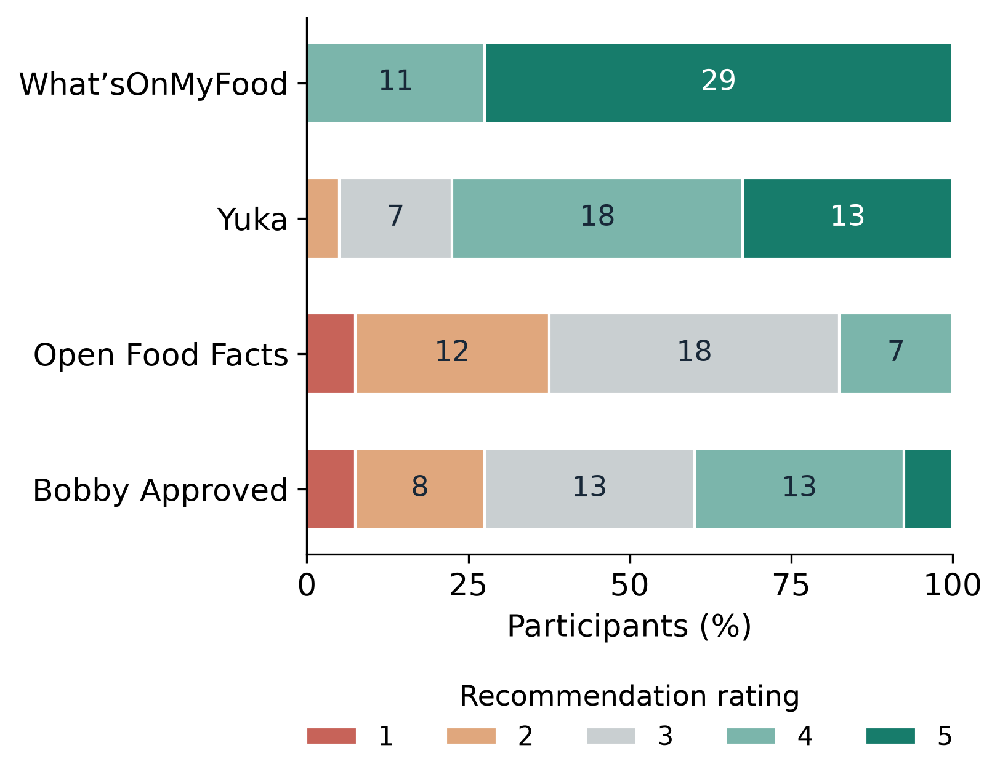 What’sOnMyFood
11 29
Yuka
7 18 13
Open Food Facts
12 18 7
Bobby Approved
8 13 13
0 25 50 75 100
Participants (%)
Recommendation rating
1 2 3 4 5